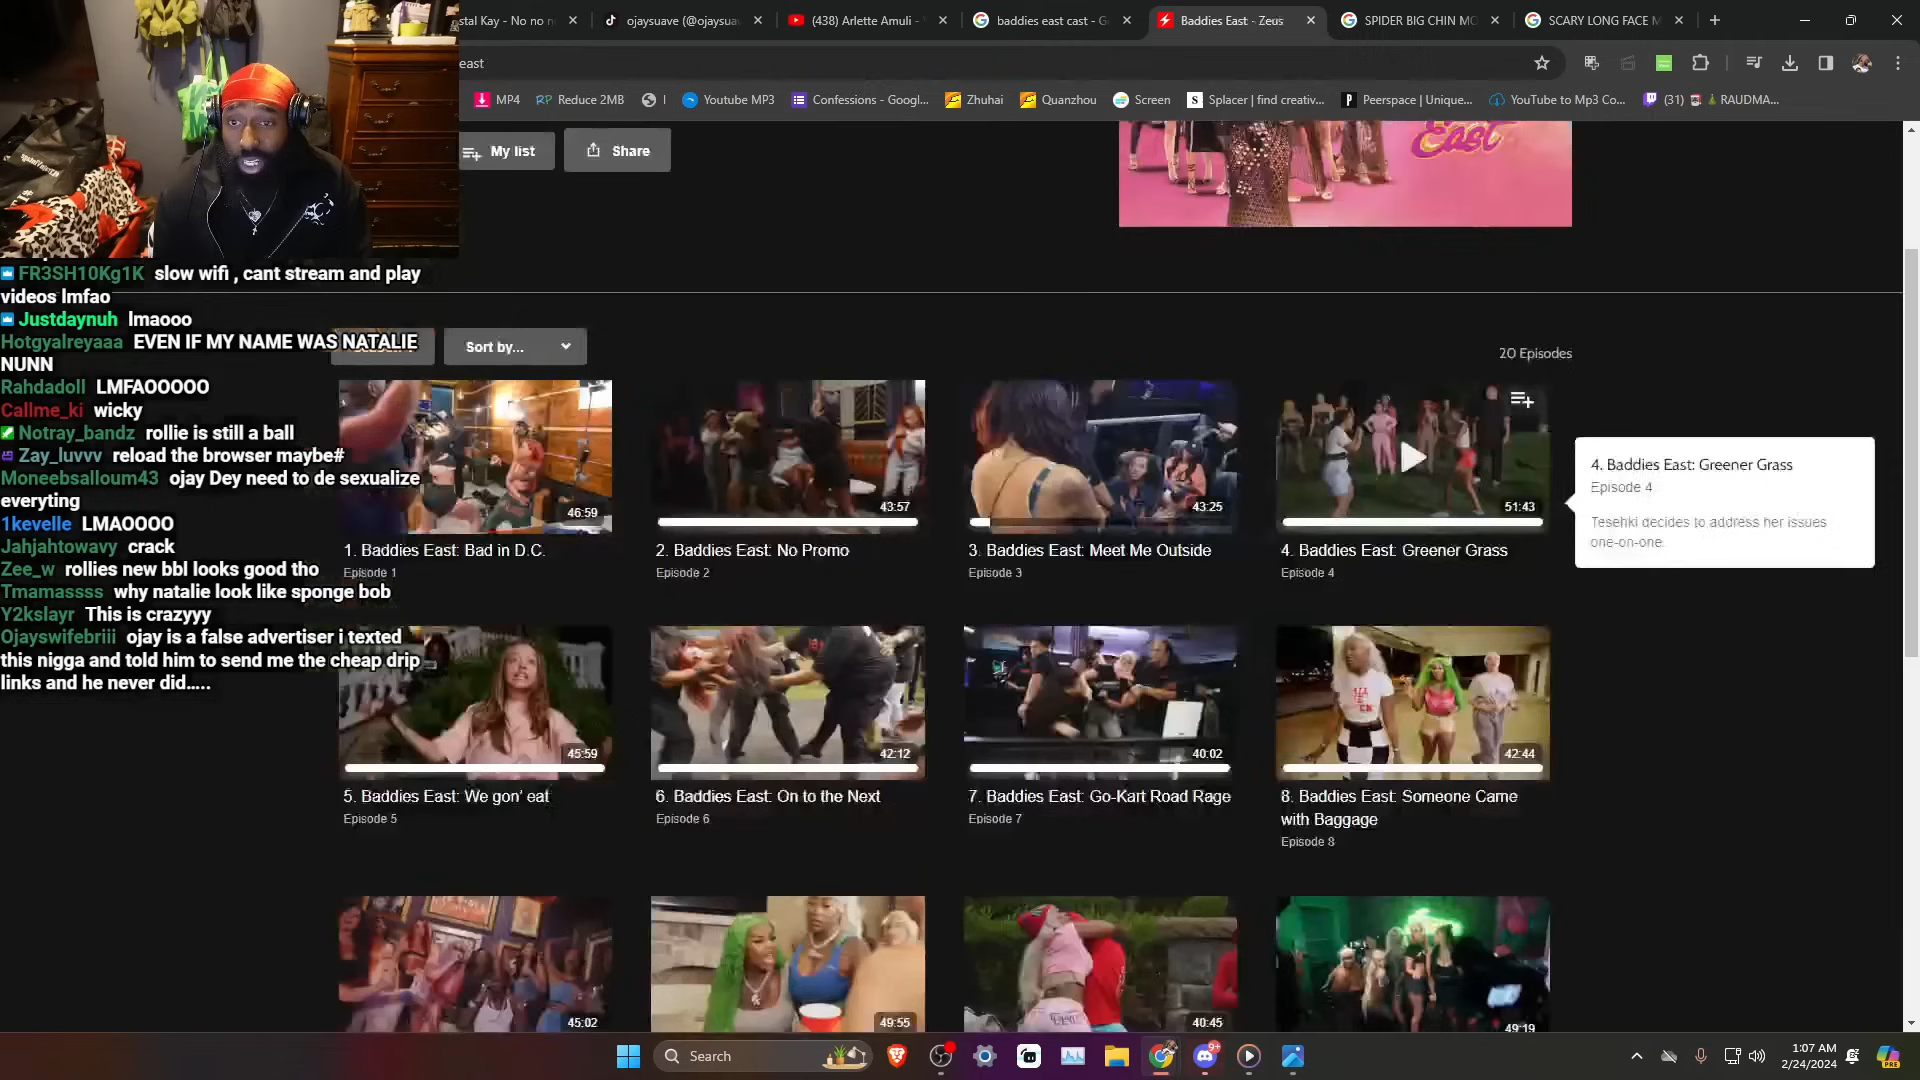 stal Kay - No no n
ojaysuave (@ojaysua
(438) Arlette Amuli -
baddies east cast - G
Baddies East - Zeus
SPIDER BIG CHIN MO
SCARY LONG FACE M
east
MP4
Reduce 2MB
Youtube MP3
Confessions - Googl...
Zhuhai
Quanzhou
Screen
Splacer | find creativ...
Peerspace | Unique...
YouTube to Mp3 Co...
(31) RAUDMA...
My list
Share
East
FR3SH10Kg1K slow wifi , cant stream and play
videos lmfao
Justdaynuh lmaooo
Hotgyalreyaaa EVEN IF MY NAME WAS NATALIE
NUNN
Rahdadoll LMFAOOOOO
Callme_ki wicky
Notray_bandz rollie is still a ball
Zay_luvvv reload the browser maybe#
Moneebsalloum43 ojay Dey need to de sexualize
everyting
1kevelle LMAOOOO
Jahjahtowavy crack
Zee_w rollies new bbl looks good tho
Tmamassss why natalie look like sponge bob
Y2kslayr This is crazyyy
Ojayswifebriii ojay is a false advertiser i texted
this nigga and told him to send me the cheap drip
links and he never did.....
Sort by...
20 Episodes
46:59
43:57
43:25
51:43
1. Baddies East: Bad in D.C.
Episode 1
2. Baddies East: No Promo
Episode 2
3. Baddies East: Meet Me Outside
Episode 3
4. Baddies East: Greener Grass
Episode 4
4. Baddies East: Greener Grass
Episode 4
Tesehki decides to address her issues
one-on-one.
45:59
42:12
40:02
42:44
5. Baddies East: We gon' eat
Episode 5
6. Baddies East: On to the Next
Episode 6
7. Baddies East: Go-Kart Road Rage
Episode 7
8. Baddies East: Someone Came
with Baggage
Episode 8
45:02
49:55
40:45
49:19
Search
9+
1:07 AM
2/24/2024
PRE